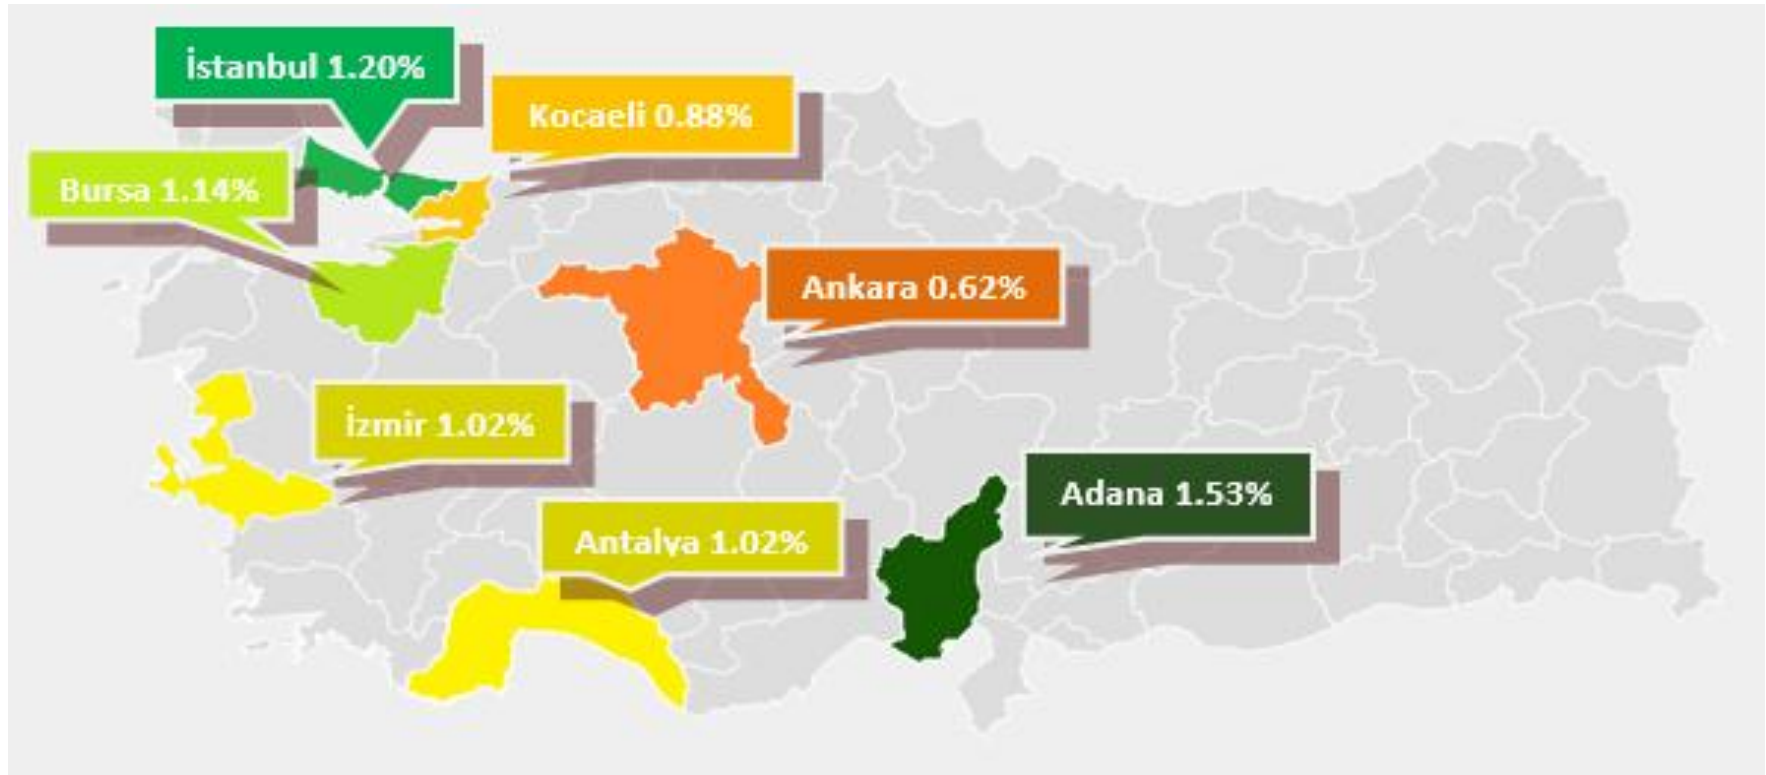 İstanbul 1.20%
Kocaeli 0.88%
Bursa 1.14%
Ankara 0.62%
İzmir 1.02%
Adana 1.53%
Antalya 1.02%